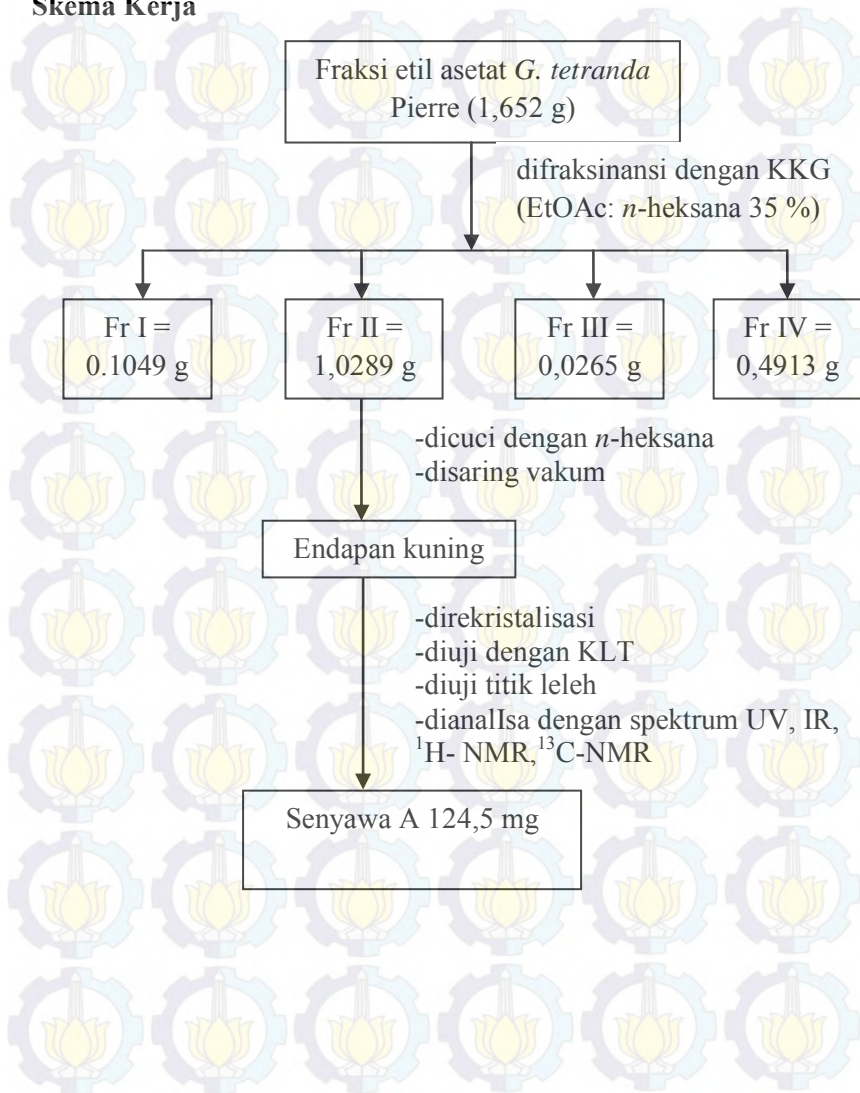 Skema Kerja
Fraksi etil asetat G. tetranda
Pierre (1,652 g)
difraksinansi dengan KKG
(EtOAc: n-heksana 35 %)
Fr I =
0.1049 g
Fr II =
1,0289 g
Fr III =
0,0265 g
Fr IV =
0,4913 g
-dicuci dengan n-heksana
-disaring vakum
Endapan kuning
-direkristalisasi
-diuji dengan KLT
-diuji titik leleh
-dianalIsa dengan spektrum UV, IR,
¹H- NMR,¹³C-NMR
Senyawa A 124,5 mg